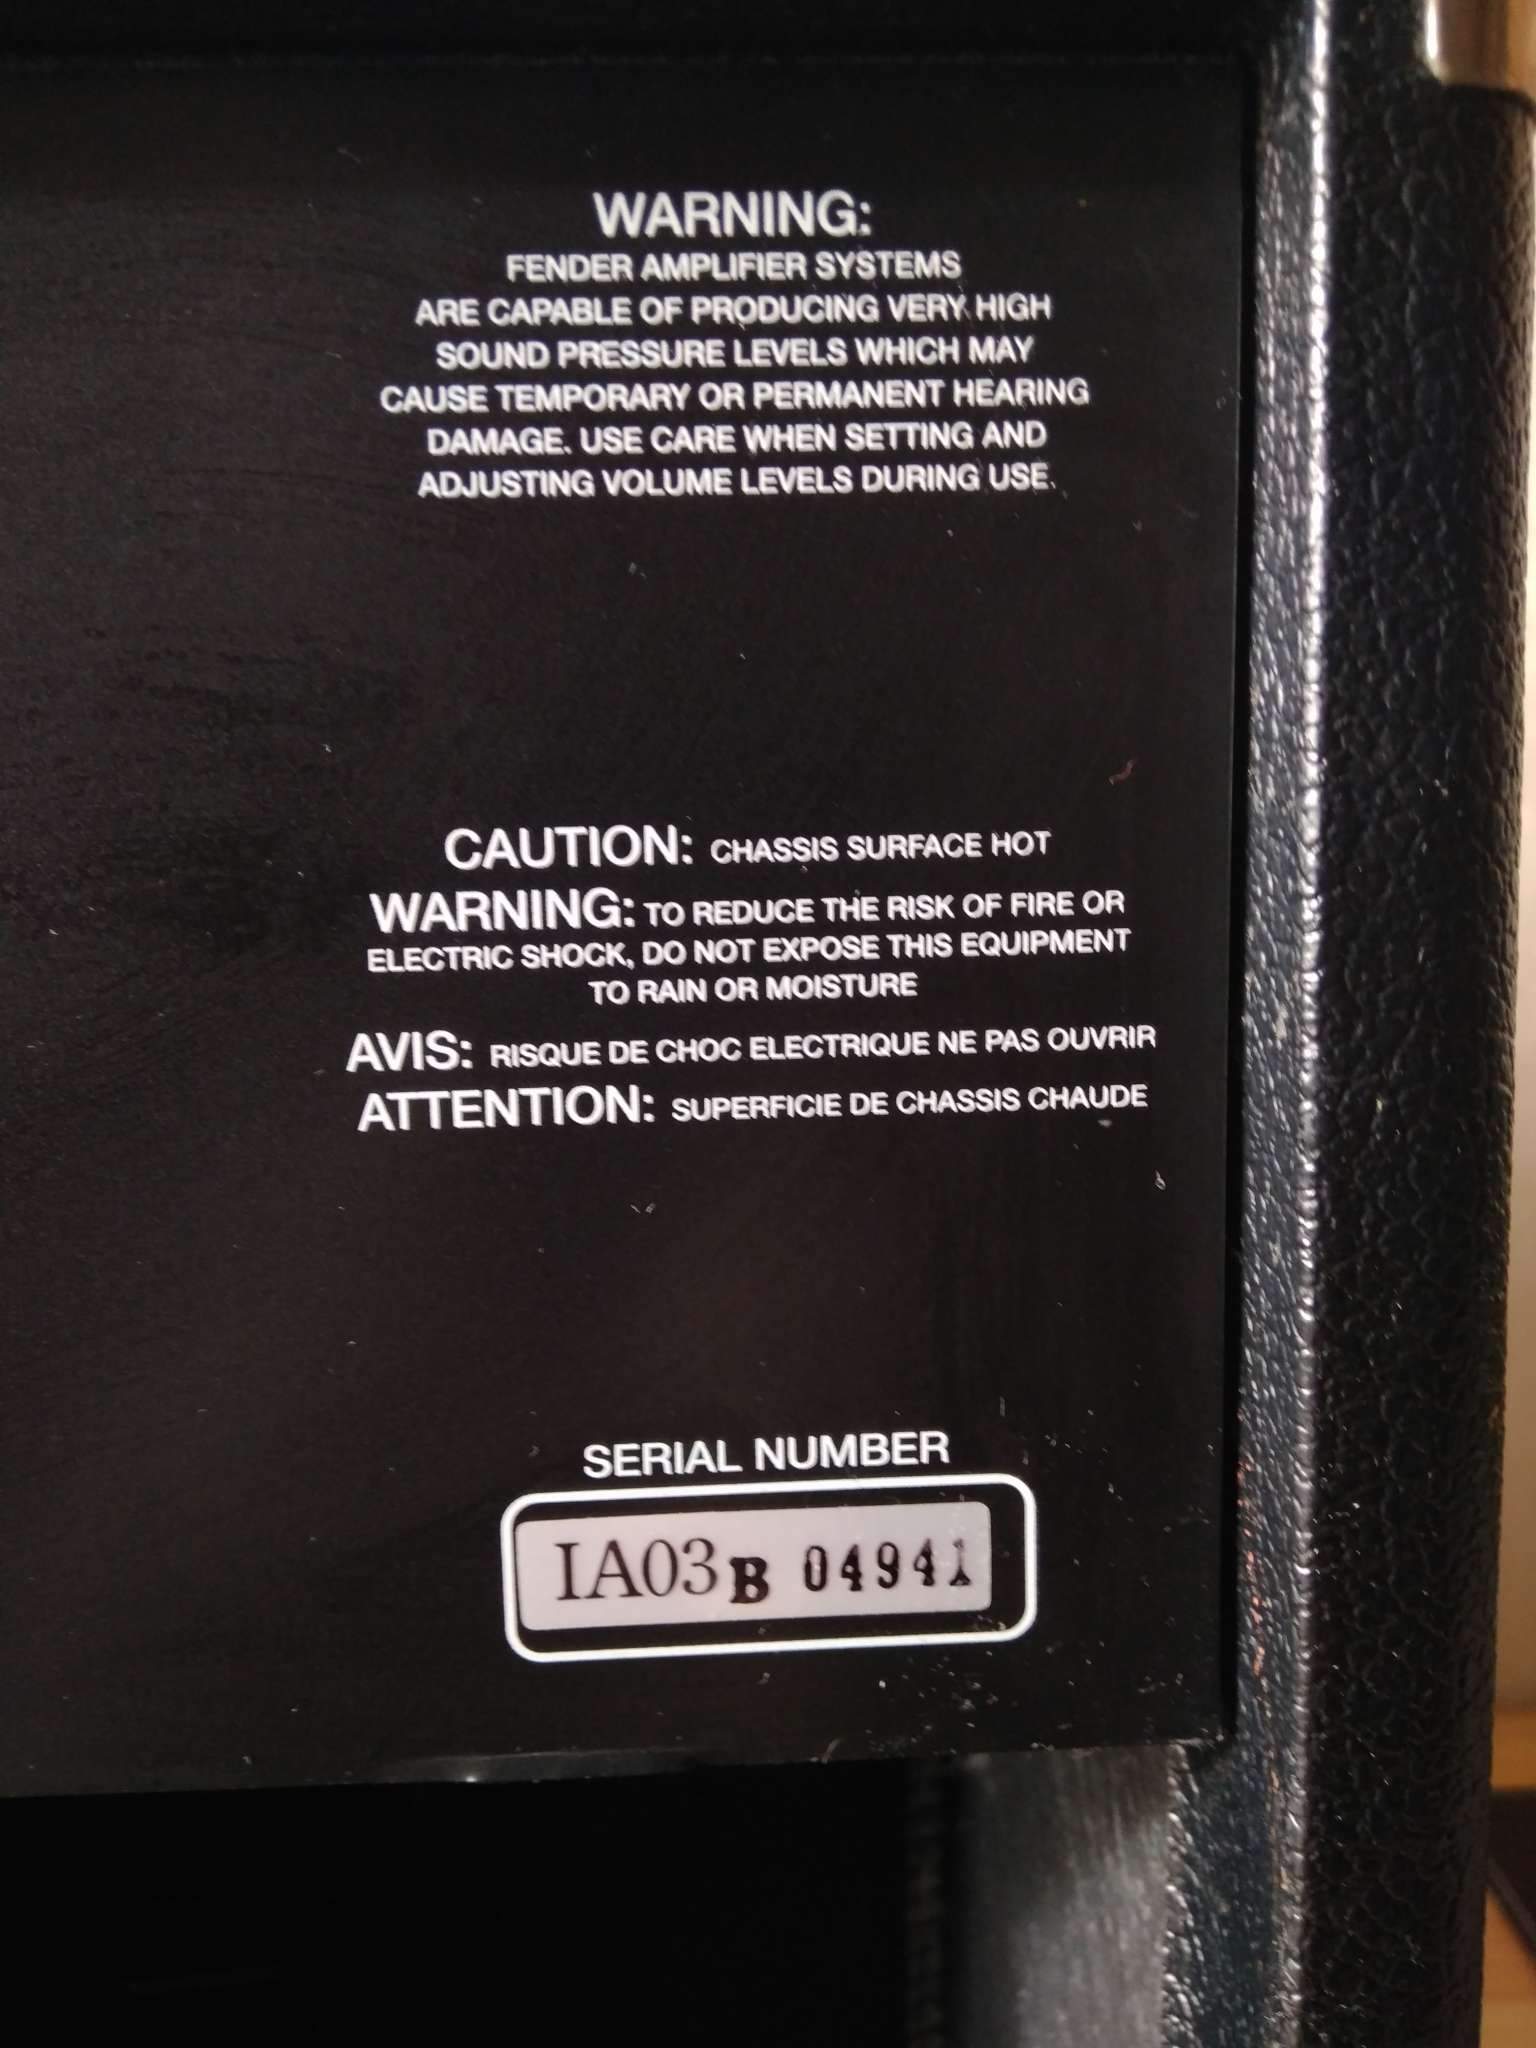 WARNING:
FENDER AMPLIFIER SYSTEMS
ARE CAPABLE OF PRODUCING VERY HIGH
SOUND PRESSURE LEVELS WHICH MAY
CAUSE TEMPORARY OR PERMANENT HEARING
DAMAGE. USE CARE WHEN SETTING AND
ADJUSTING VOLUME LEVELS DURING USE.
CAUTION: CHASSIS SURFACE HOT
WARNING: TO REDUCE THE RISK OF FIRE OR
ELECTRIC SHOCK, DO NOT EXPOSE THIS EQUIPMENT
TO RAIN OR MOISTURE
AVIS: RISQUE DE CHOC ELECTRIQUE NE PAS OUVRIR
ATTENTION: SUPERFICIE DE CHASSIS CHAUDE
SERIAL NUMBER
IA03B 04941